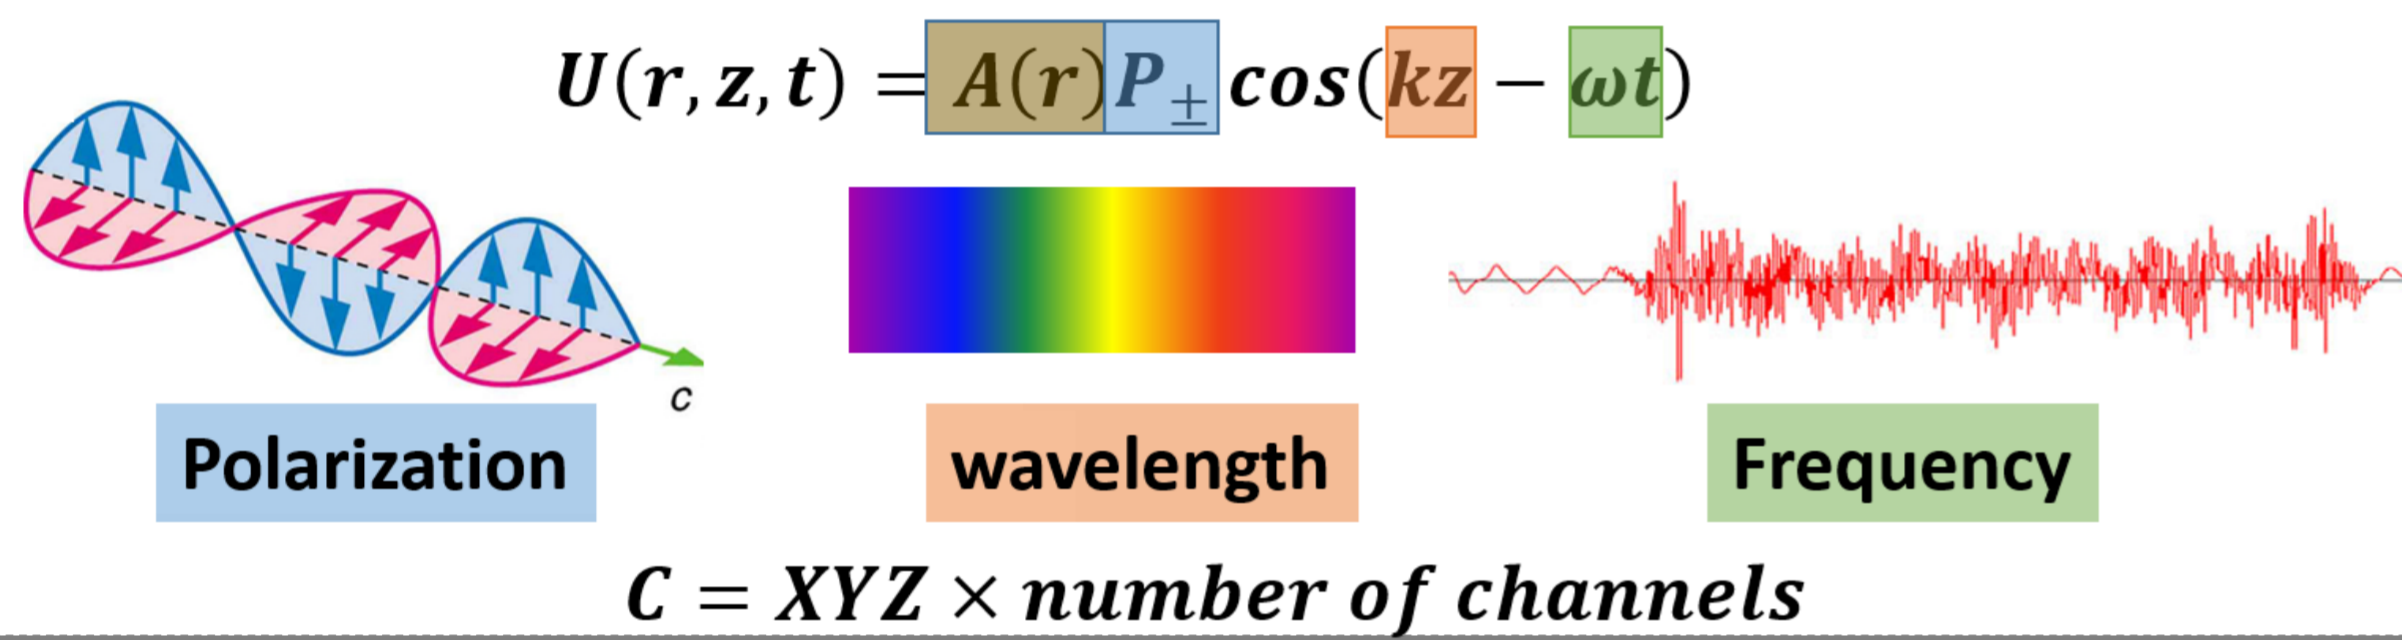 U(r, z, t) = A(r)P± cos(kz − ωt)
c
Polarization
wavelength
Frequency
C = XYZ × number of channels